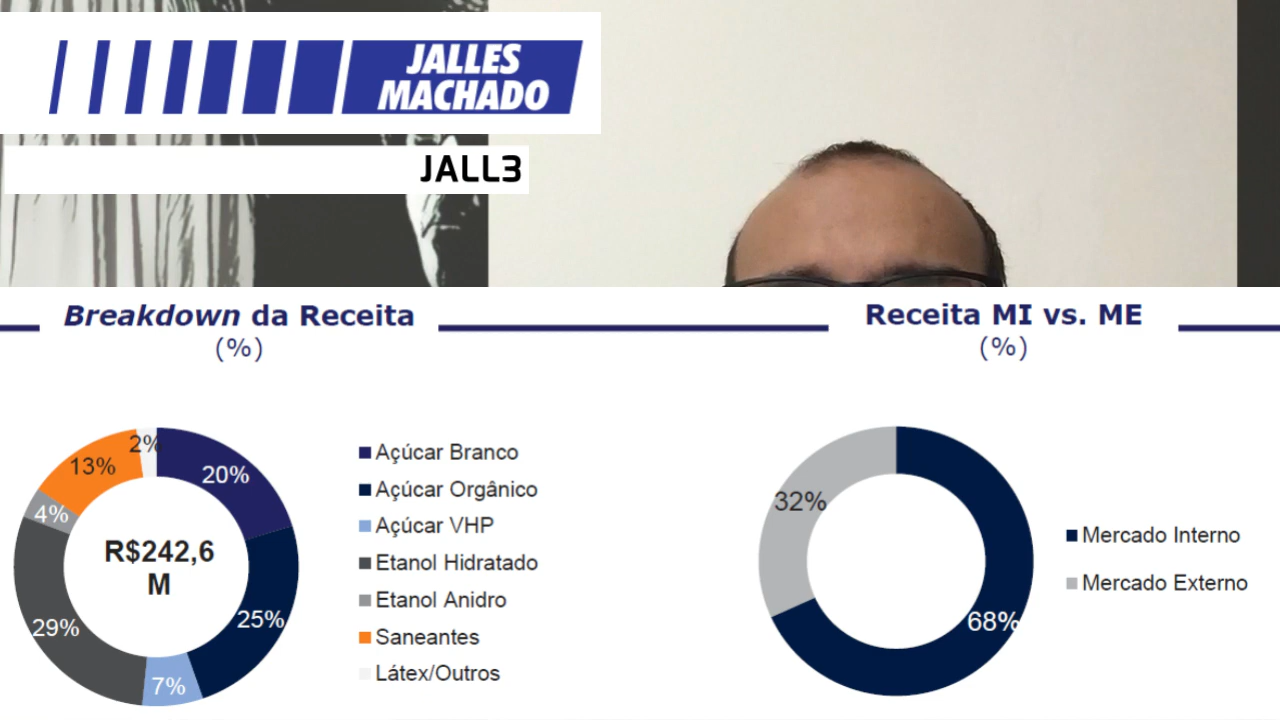 JALLES
MACHADO
JALL3
Breakdown da Receita
(%)
R$242,6
M
20%
25%
7%
29%
4%
13%
2%
Açúcar Branco
Açúcar Orgânico
Açúcar VHP
Etanol Hidratado
Etanol Anidro
Saneantes
Látex/Outros
Receita MI vs. ME
(%)
32%
68%
Mercado Interno
Mercado Externo